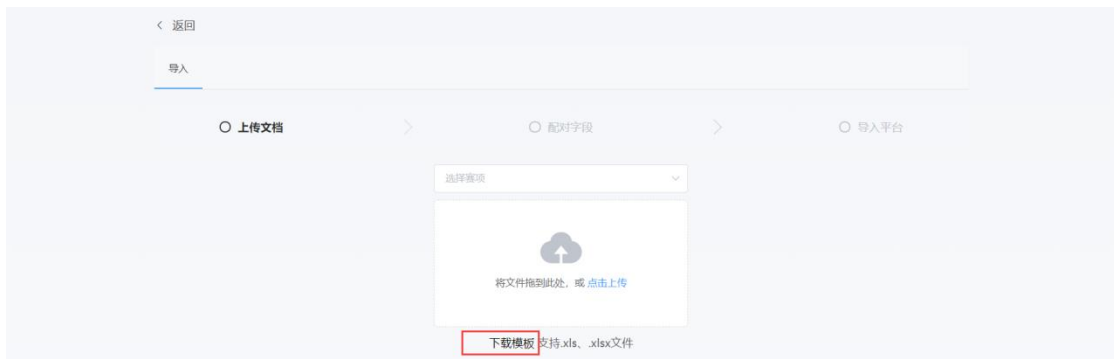 返回
导入
上传文档
配对字段
导入平台
选择赛项
将文件拖到此处，或 点击上传
下载模板 支持.xls、.xlsx文件